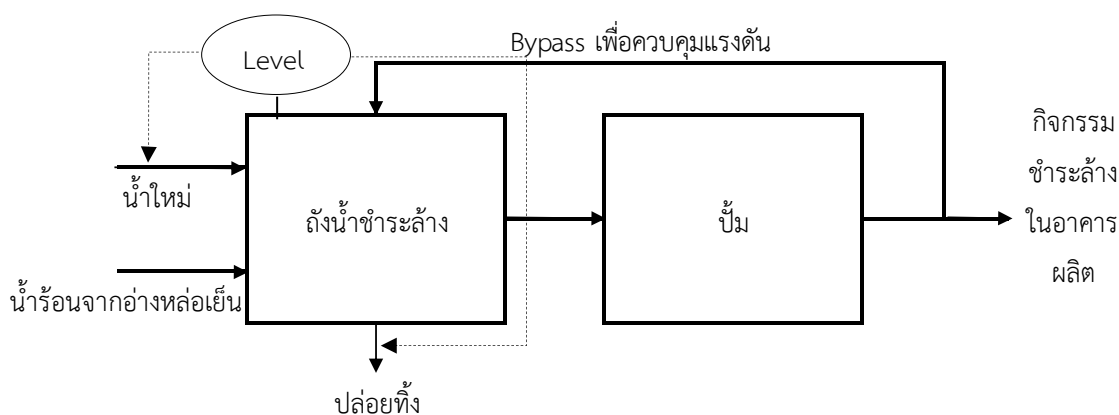 Level
Bypass เพื่อควบคุมแรงดัน
น้ำใหม่
น้ำร้อนจากอ่างหล่อเย็น
ถังน้ำชำระล้าง
ปั้ม
กิจกรรม
ชำระล้าง
ในอาคาร
ผลิต
ปล่อยทิ้ง